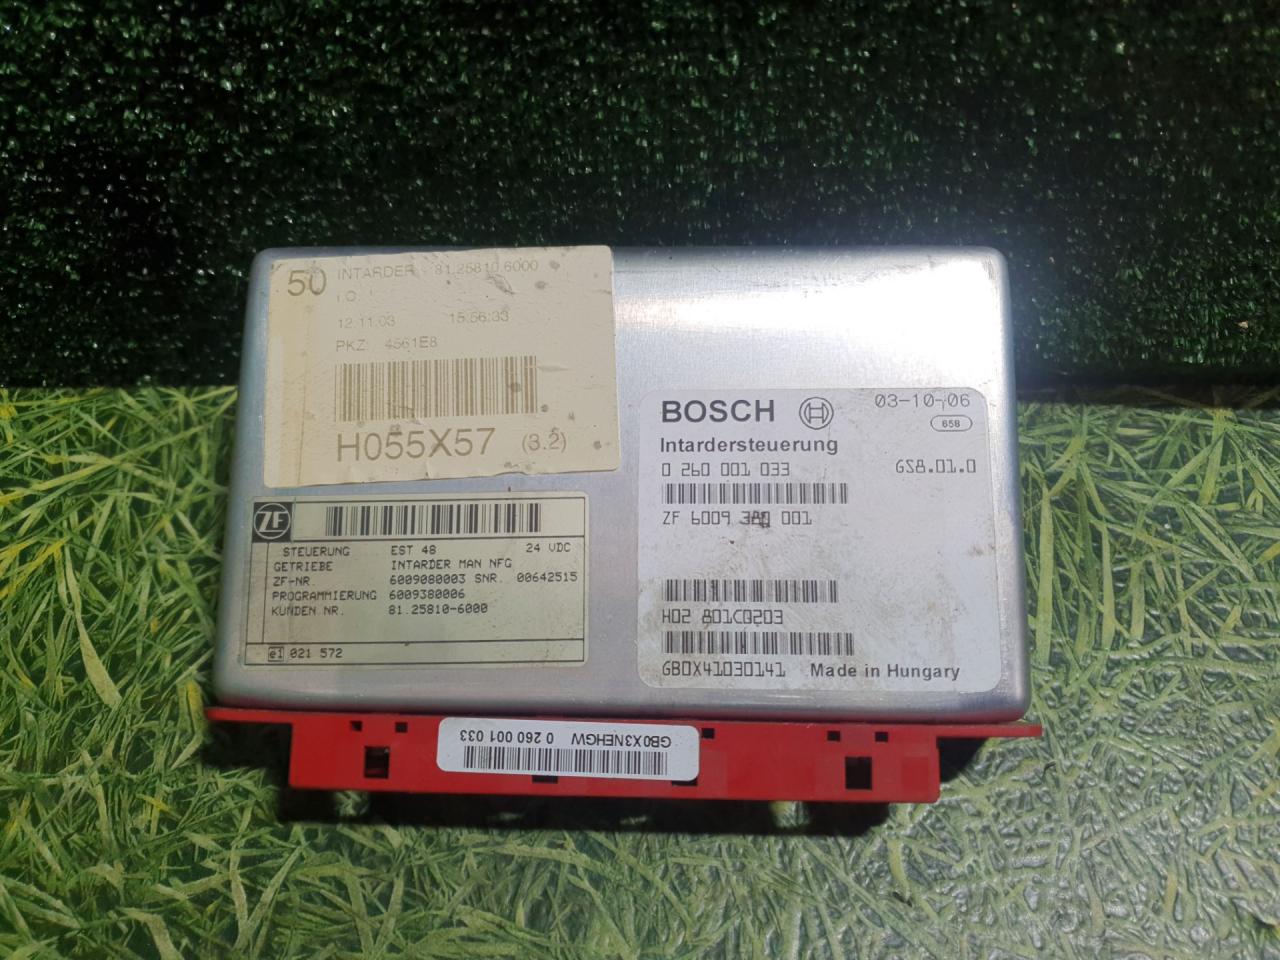 50 INTARDER 81.25810.6000
I.O.
12.11.03 15:56:33
PKZ: 4561E8
H055X57 (3.2)
BOSCH 03-10-06
658
Intardersteuerung
0 260 001 033 GS8.01.0
ZF 6009 001
H02 801C0203
GB0X41030141 Made in Hungary
ZF
STEUERUNG EST 48 24 VDC
GETRIEBE INTARDER MAN NFG
ZF-NR. 6009080003 SNR. 00642515
PROGRAMMIERUNG 6009380006
KUNDEN NR. 81.25810-6000
e1 021 572
GB0X3NEHGW 0 260 001 033